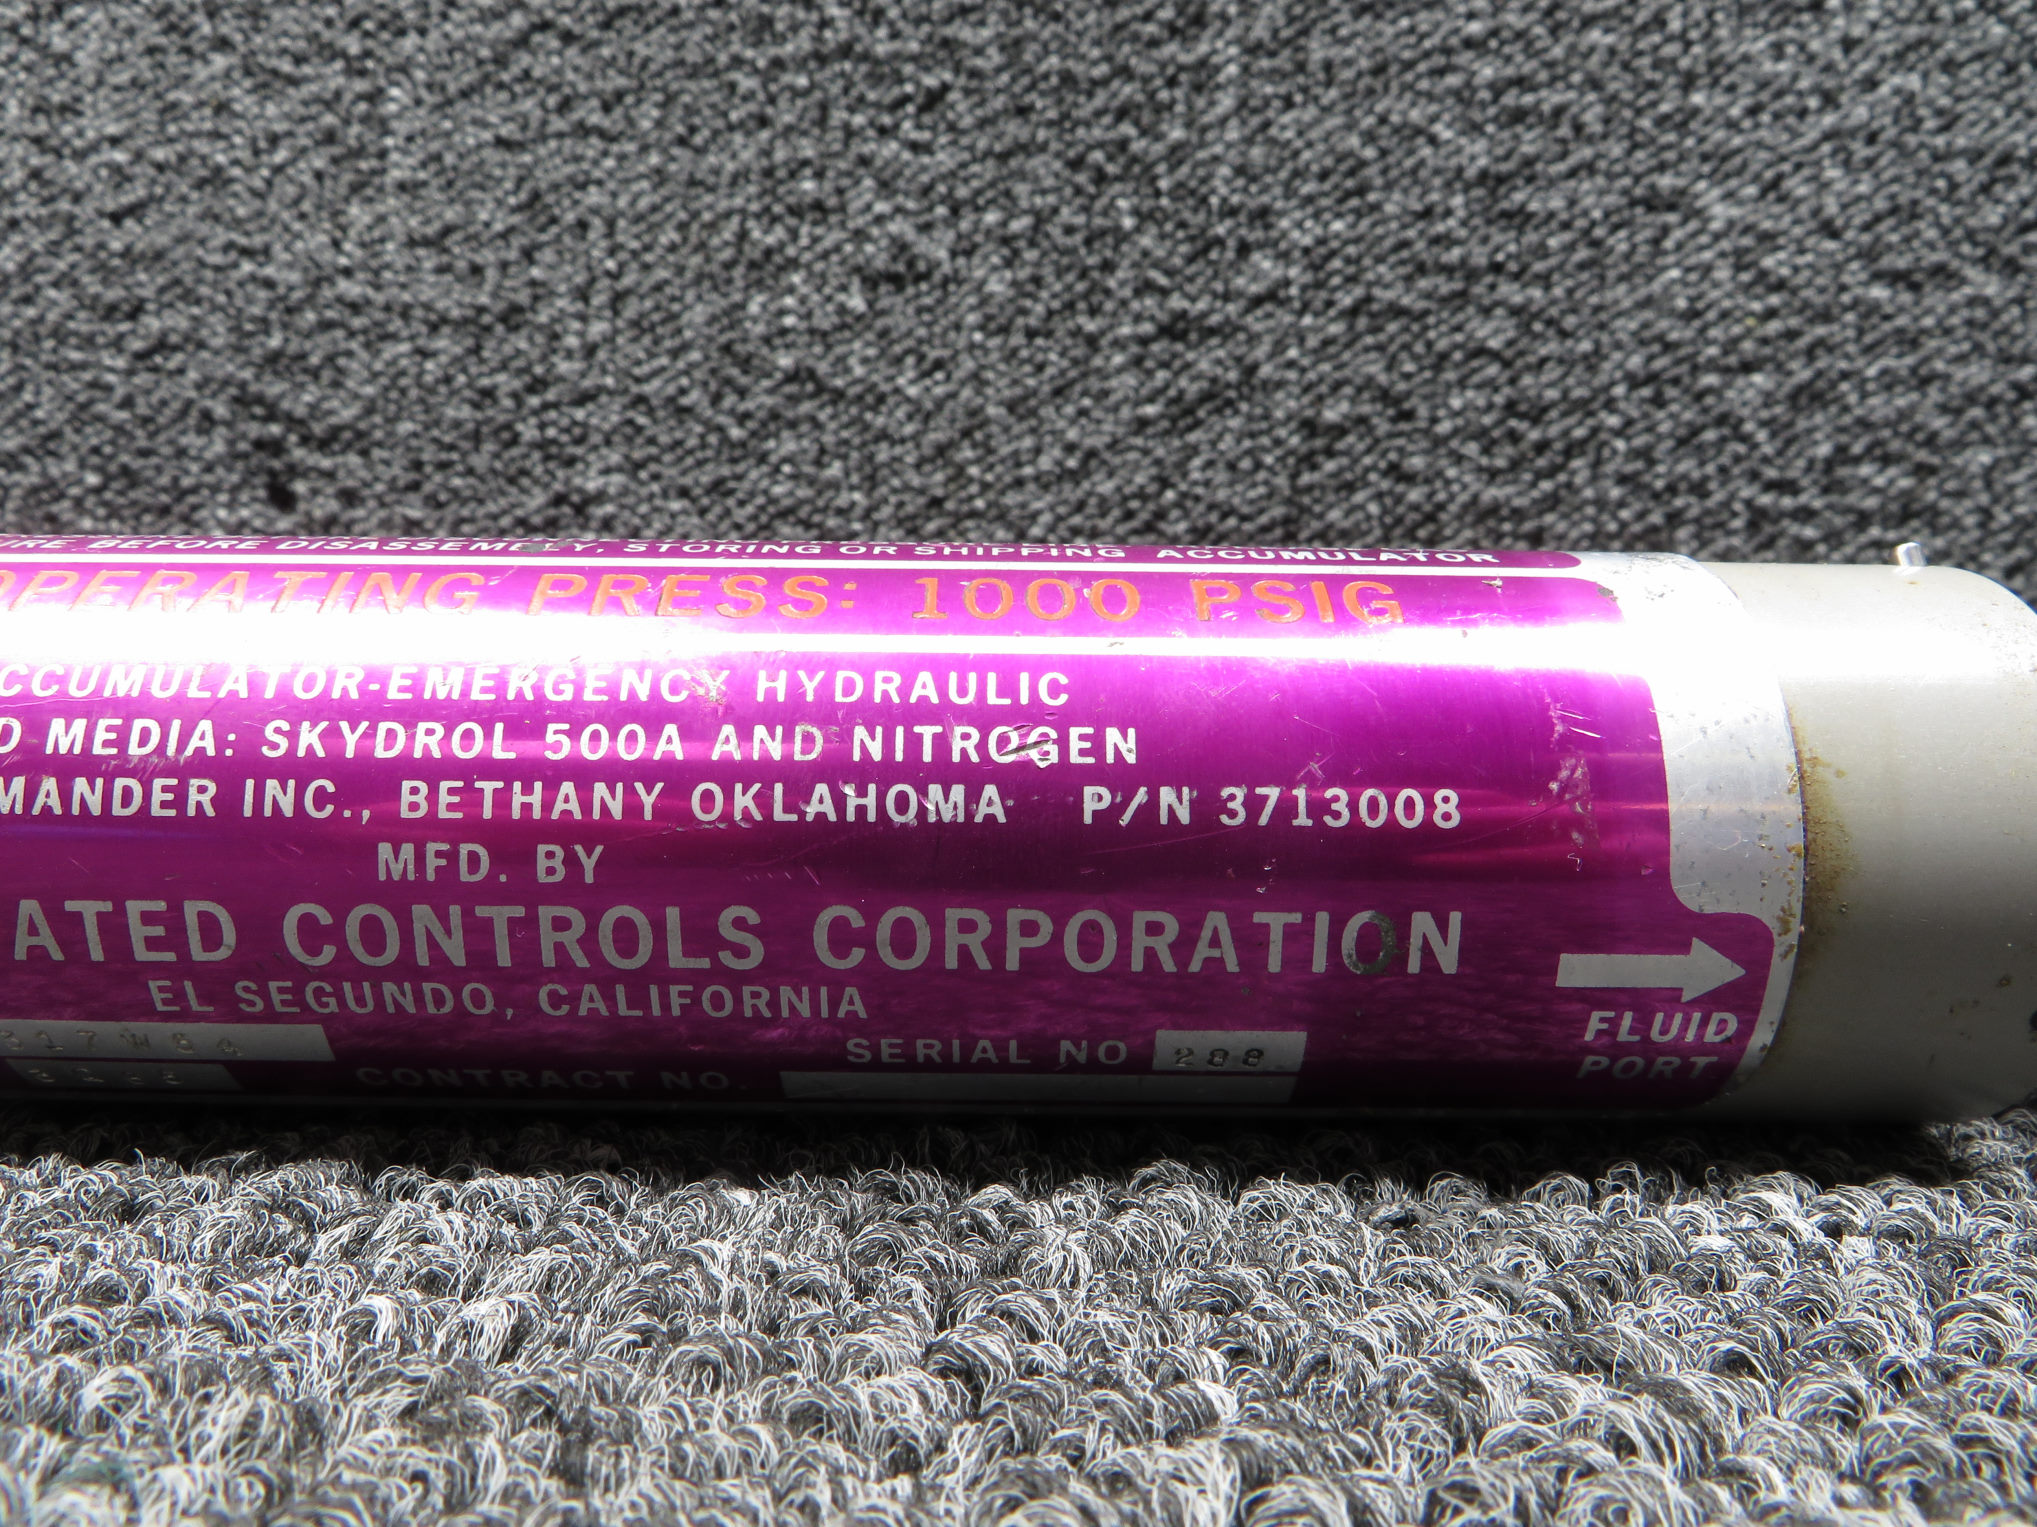 BEFORE DISASSEMBLY, STORING OR SHIPPING ACCUMULATOR
OPERATING PRESS: 1000 PSIG
CCUMULATOR-EMERGENCY HYDRAULIC
D MEDIA: SKYDROL 500A AND NITROGEN
MANDER INC., BETHANY OKLAHOMA P/N 3713008
MFD. BY
ATED CONTROLS CORPORATION
EL SEGUNDO, CALIFORNIA
SERIAL NO 288
CONTRACT NO.
FLUID
PORT